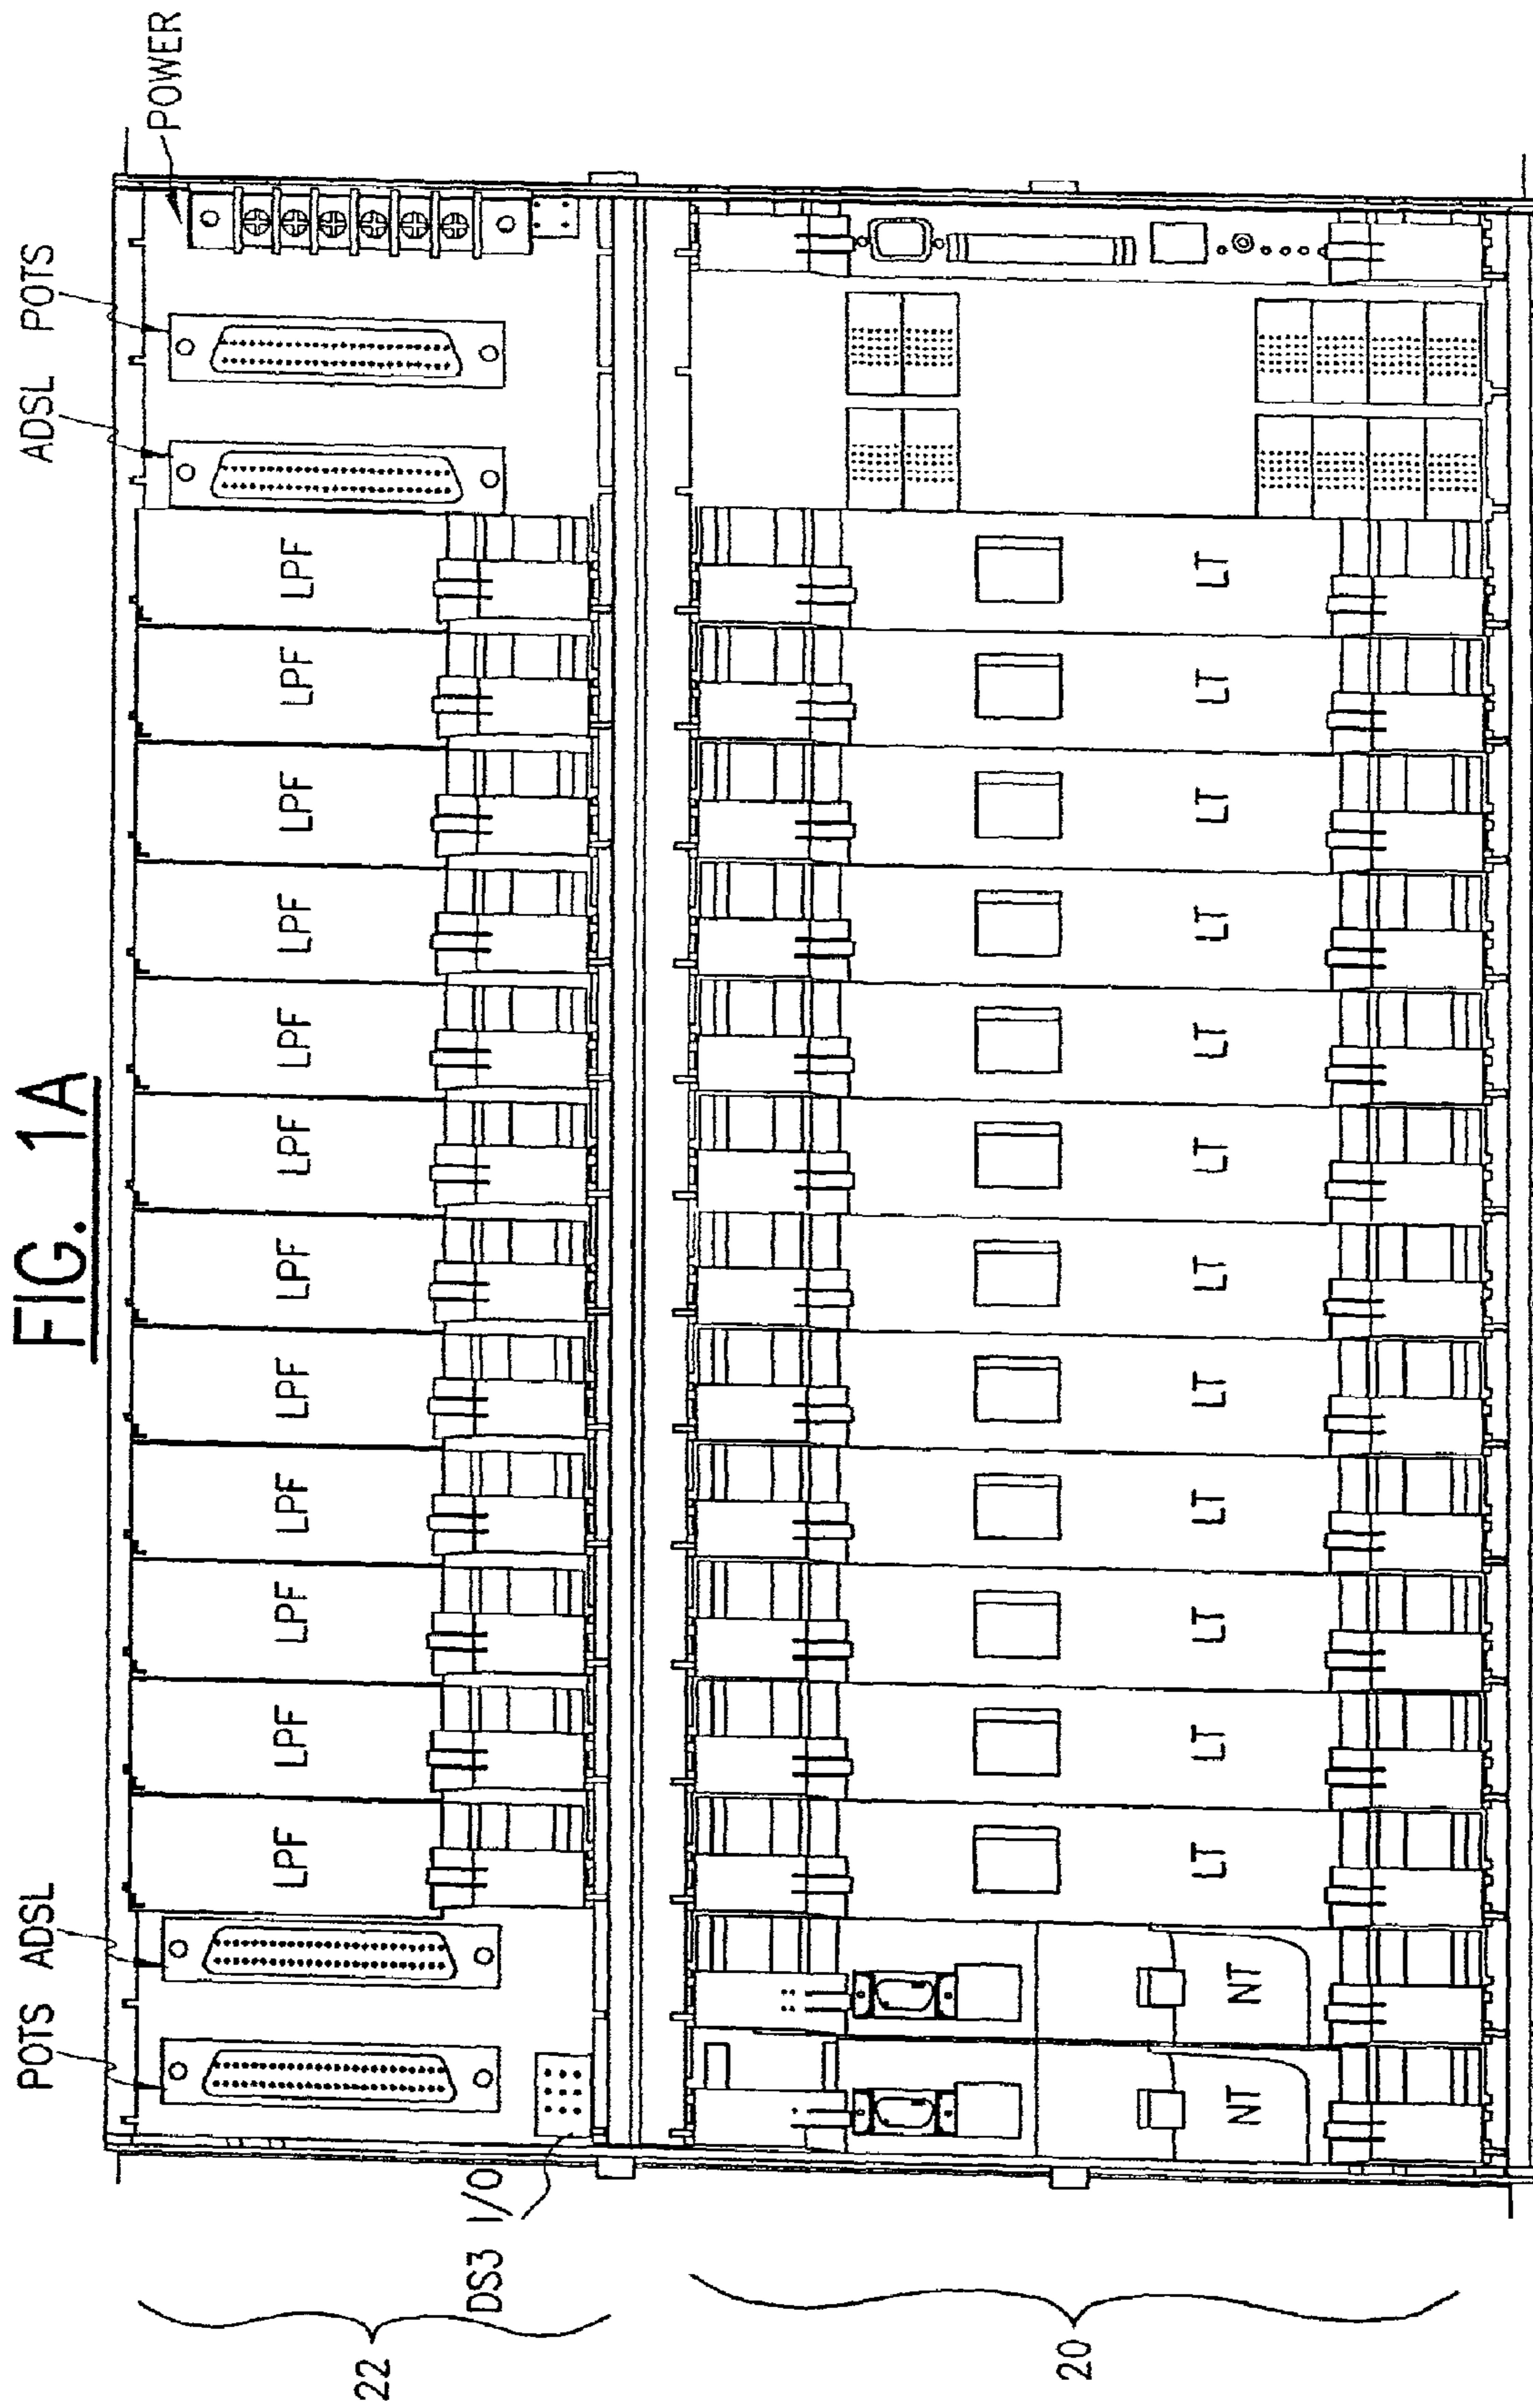 FIG. 1A
POTS ADSL
ADSL POTS
POWER
22
LPF LPF LPF LPF LPF LPF LPF LPF LPF LPF LPF LPF
DS3 I/O
20
LT LT LT LT LT LT LT LT LT LT LT LT
NT NT